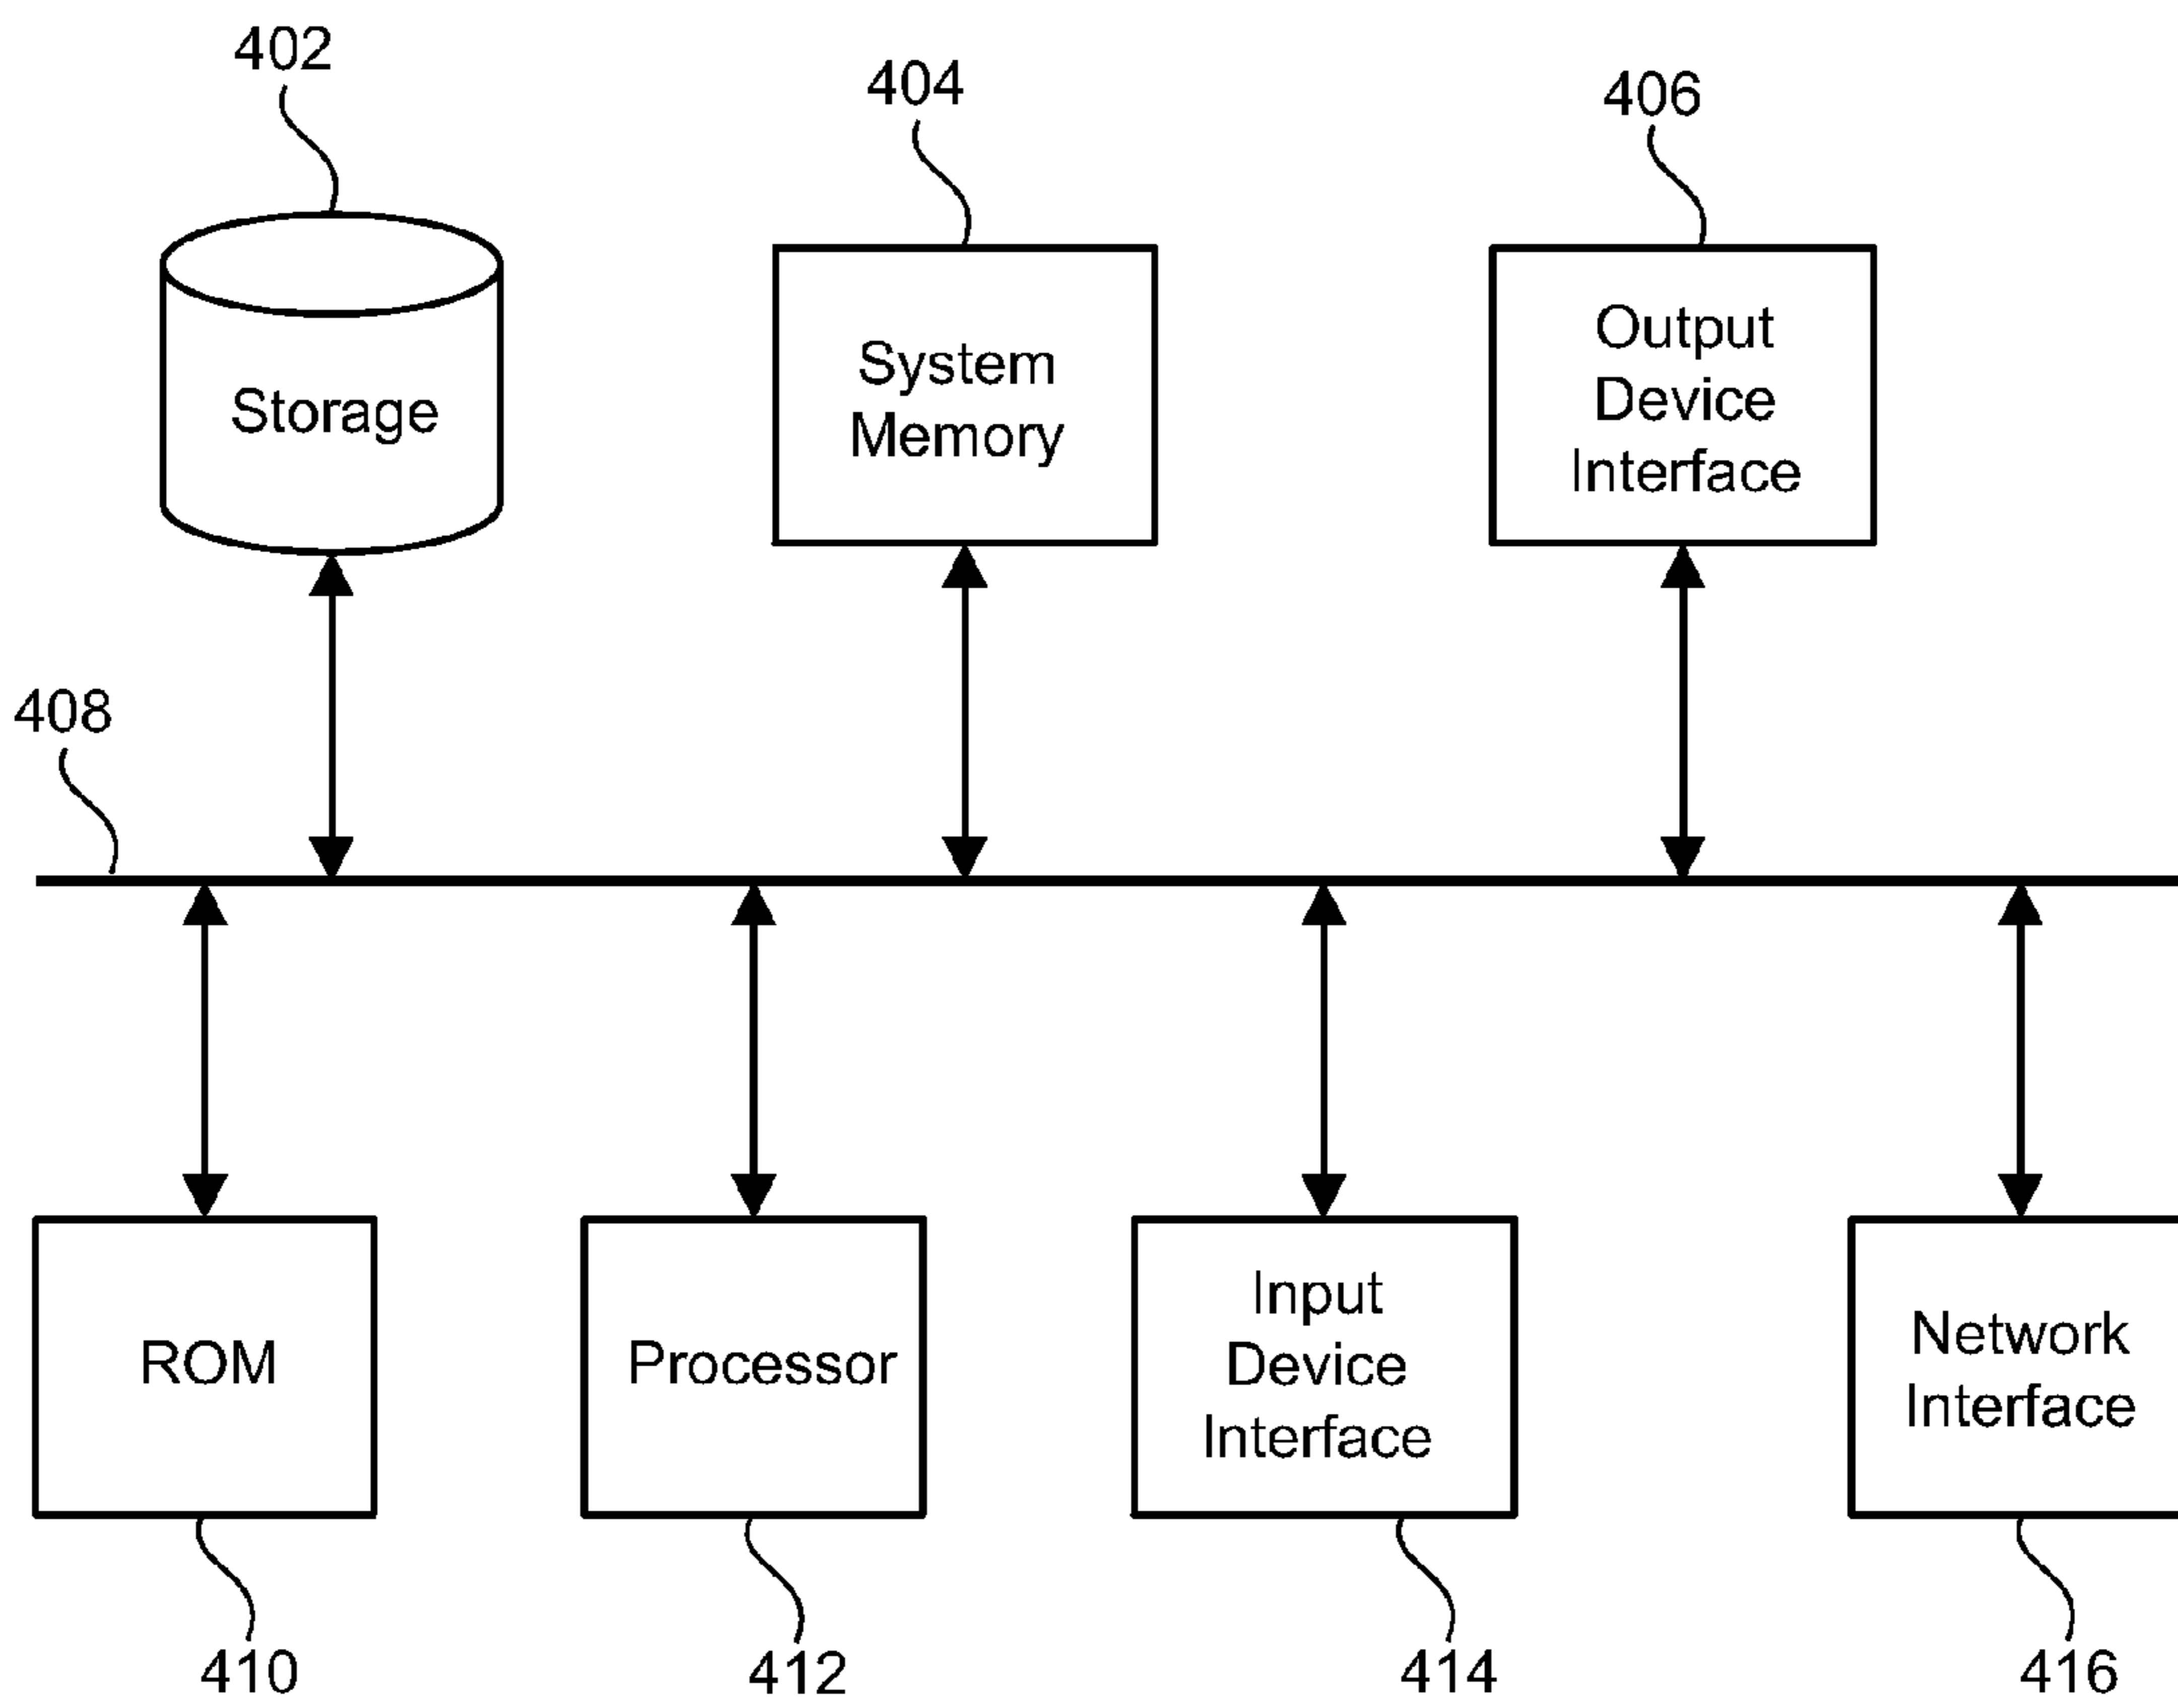 402
404
406
Storage
System
Memory
Output
Device
Interface
408
ROM
Processor
Input
Device
Interface
Network
Interface
410
412
414
416